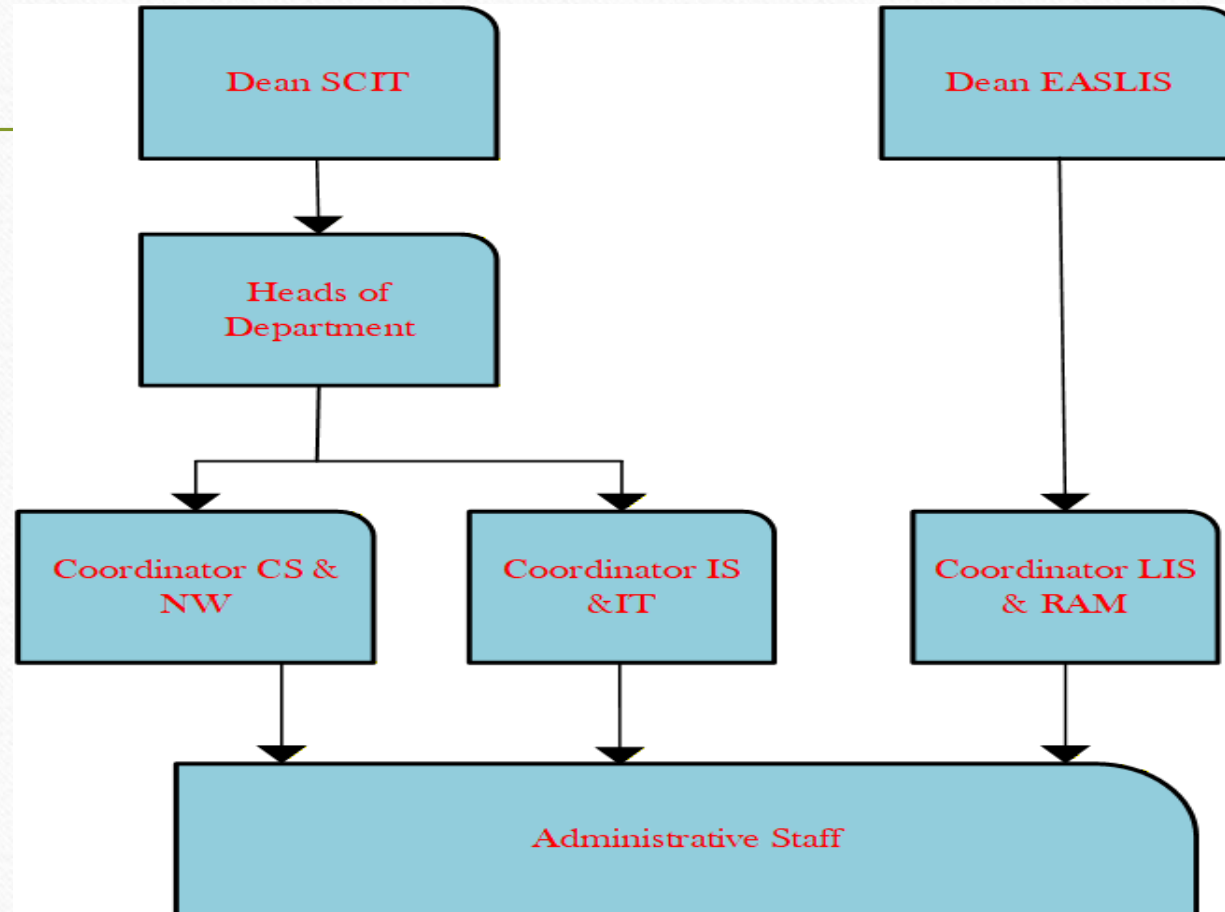 Dean SCIT
Dean EASLIS
Heads of
Department
Coordinator CS &
NW
Coordinator IS
&IT
Coordinator LIS
& RAM
Administrative Staff